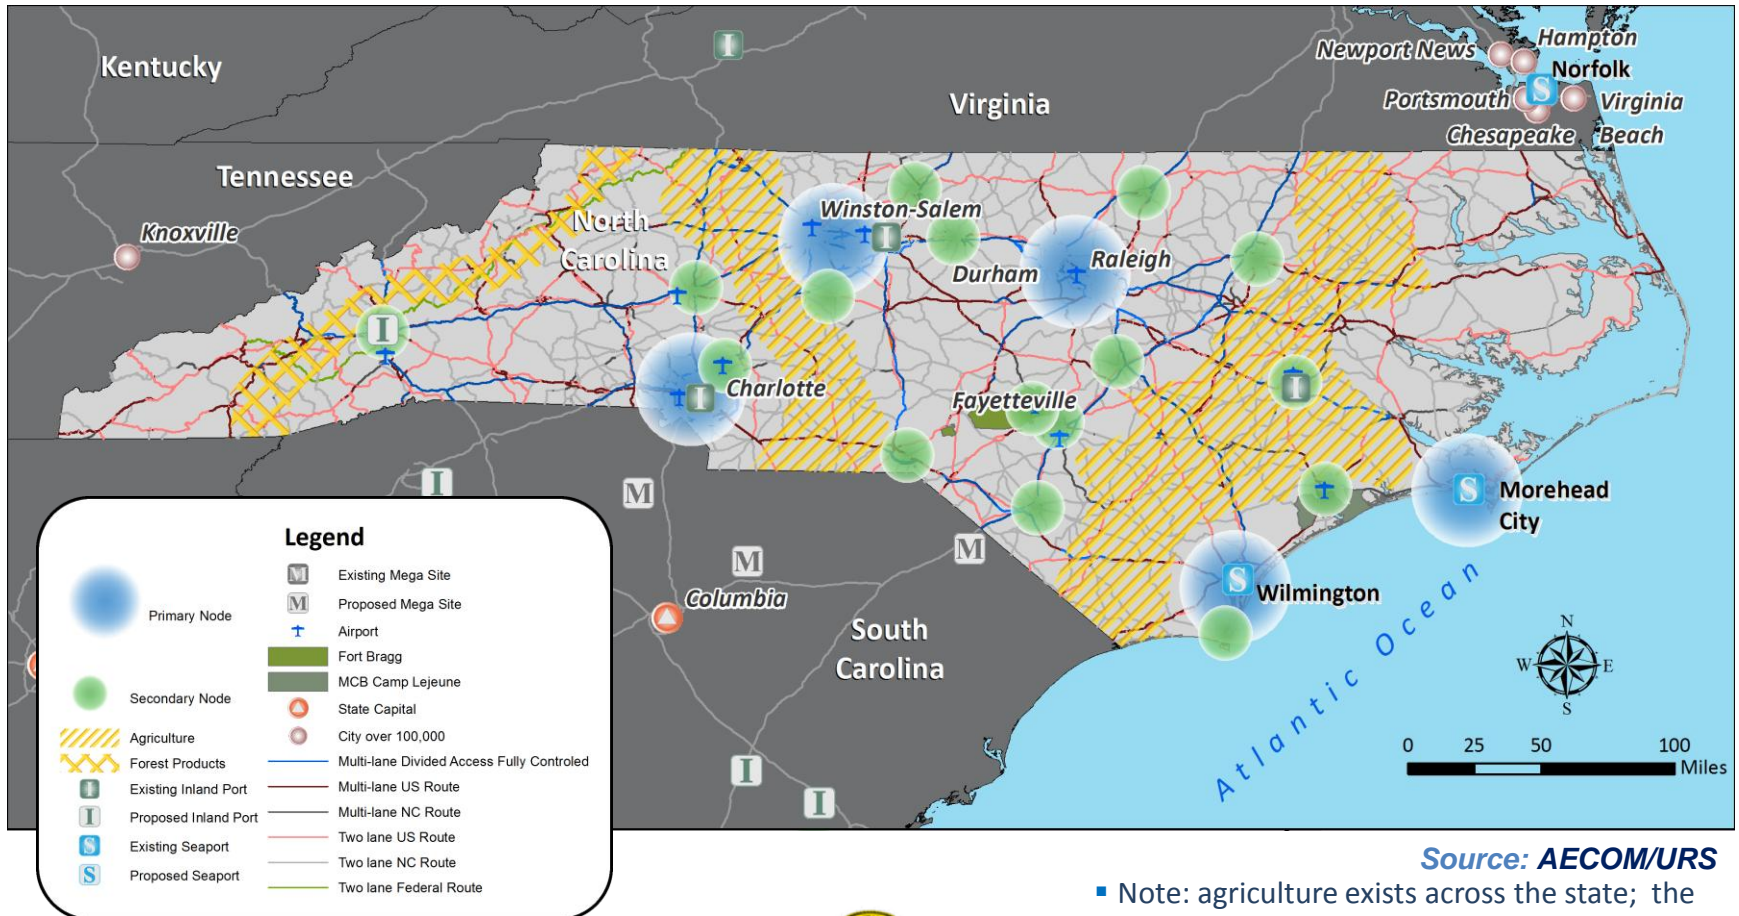 Kentucky
Virginia
Newport News
Hampton
Norfolk
Portsmouth
Virginia
Beach
Chesapeake
Tennessee
Knoxville
North
Carolina
Winston-Salem
Durham
Raleigh
Charlotte
Fayetteville
Morehead
City
Wilmington
Columbia
South
Carolina
Atlantic Ocean
I
I
I
I
I
I
I
I
M
M
M
S
S
S
N
W
E
S
0 25 50 100
Miles
Legend
Primary Node
Secondary Node
Agriculture
Forest Products
I Existing Inland Port
I Proposed Inland Port
S Existing Seaport
S Proposed Seaport
M Existing Mega Site
M Proposed Mega Site
Airport
Fort Bragg
MCB Camp Lejeune
State Capital
City over 100,000
Multi-lane Divided Access Fully Controled
Multi-lane US Route
Multi-lane NC Route
Two lane US Route
Two lane NC Route
Two lane Federal Route
Source: AECOM/URS
▪ Note: agriculture exists across the state; the